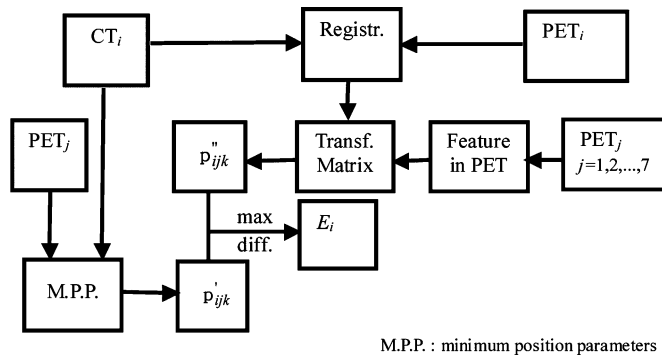 CTᵢ
Registr.
PETᵢ
PETⱼ
p''ᵢⱼₖ
Transf.
Matrix
Feature
in PET
PETⱼ
j=1,2,...,7
max
diff.
Eᵢ
M.P.P.
p'ᵢⱼₖ
M.P.P. : minimum position parameters